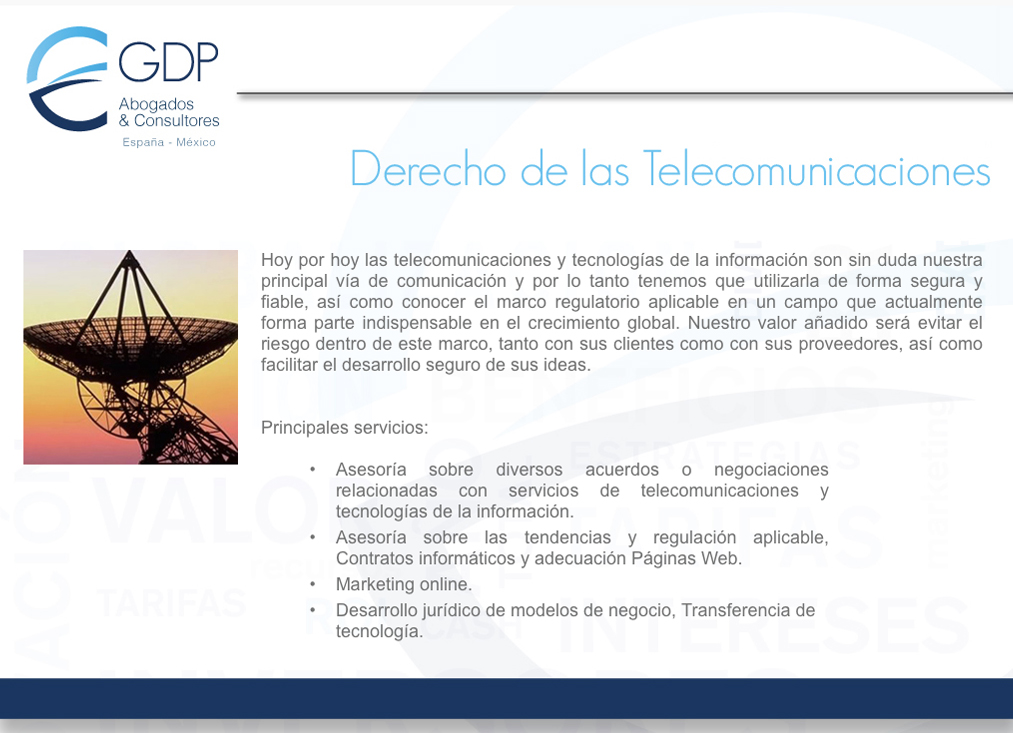 GDP
Abogados
& Consultores
España - México
Derecho de las Telecomunicaciones
Hoy por hoy las telecomunicaciones y tecnologías de la información son sin duda nuestra
principal vía de comunicación y por lo tanto tenemos que utilizarla de forma segura y
fiable, así como conocer el marco regulatorio aplicable en un campo que actualmente
forma parte indispensable en el crecimiento global. Nuestro valor añadido será evitar el
riesgo dentro de este marco, tanto con sus clientes como con sus proveedores, así como
facilitar el desarrollo seguro de sus ideas.
BENEFICIOS
Principales servicios:
ESTRATEGIAS
marketing
• Asesoría sobre diversos acuerdos o negociaciones
relacionadas con servicios de telecomunicaciones y
tecnologías de la información.
VALOR
TARIFAS
• Asesoría sobre las tendencias y regulación aplicable,
Contratos informáticos y adecuación Páginas Web.
• Marketing online.
TARIFAS
• Desarrollo jurídico de modelos de negocio, Transferencia de
tecnología.
CASH
INTERESES